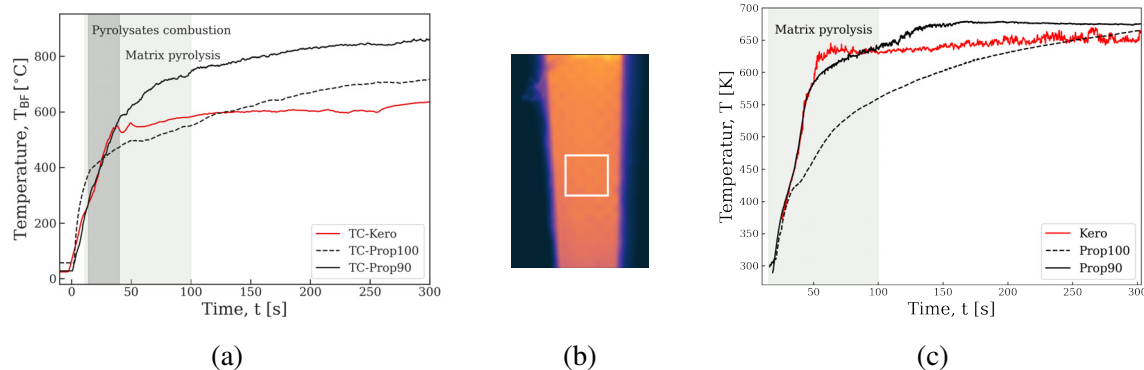 Pyrolysates combustion
Matrix pyrolysis
800
600
400
200
0
Temperature, T_BF [°C]
TC-Kero
TC-Prop100
TC-Prop90
0
50
100
150
200
250
300
Time, t [s]
(a)
(b)
700
650
600
550
500
450
400
350
300
Temperatur, T [K]
Matrix pyrolysis
Kero
Prop100
Prop90
50
100
150
200
250
300
Time, t [s]
(c)